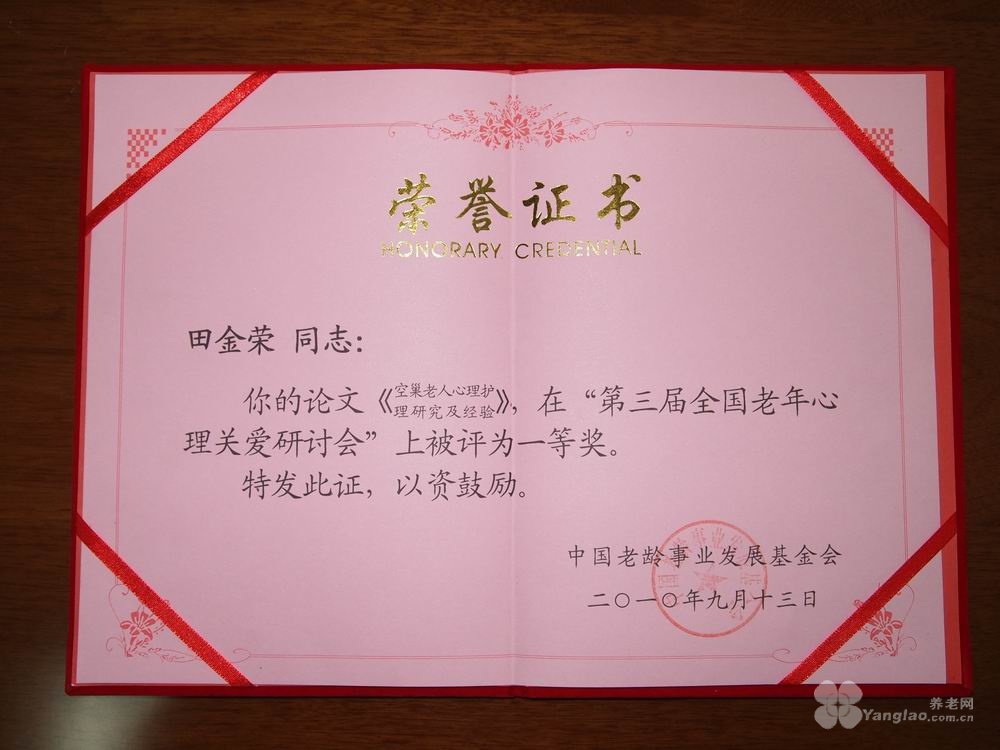 荣誉证书
HONORARY CREDENTIAL
田金荣 同志：
你的论文《空巢老人心理护理研究及经验》，在“第三届全国老年心
理关爱研讨会”上被评为一等奖。
特发此证，以资鼓励。
中国老龄事业发展基金会
二〇一〇年九月十三日
养老网
Yanglao.com.cn